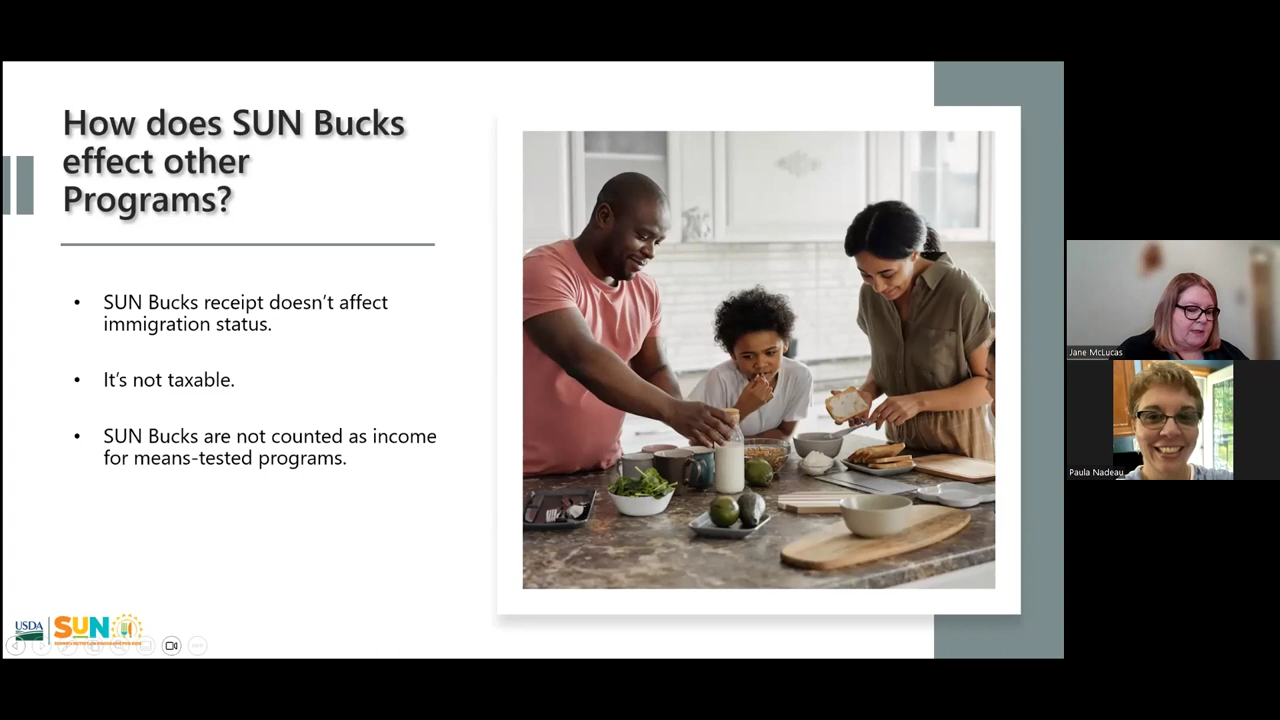 How does SUN Bucks
effect other
Programs?
• SUN Bucks receipt doesn’t affect
immigration status.
• It’s not taxable.
• SUN Bucks are not counted as income
for means-tested programs.
USDA
SUN
Jane McLucas
Paula Nadeau